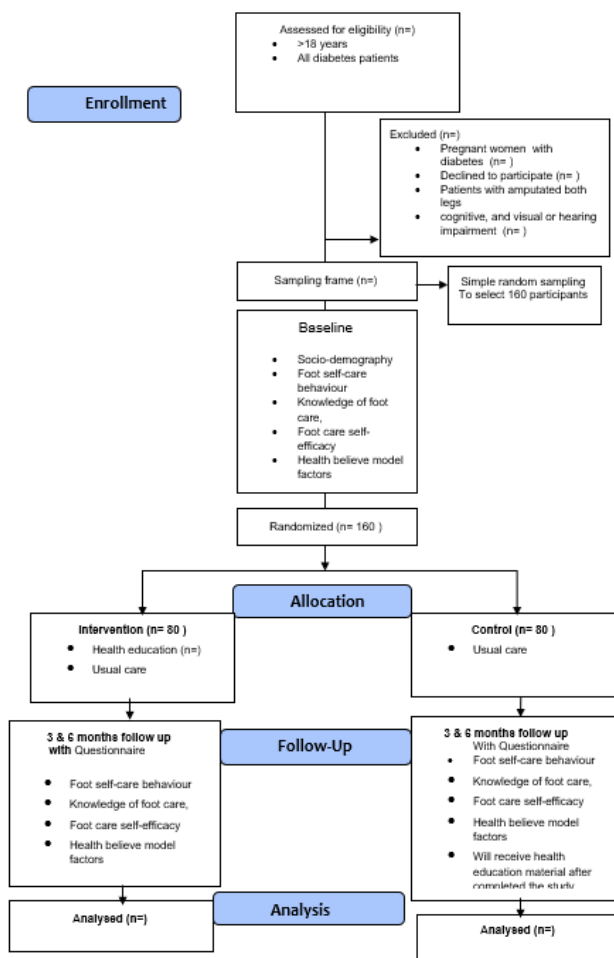 Assessed for eligibility (n=)
• >18 years
• All diabetes patients
Enrollment
Excluded (n=)
• Pregnant women with
diabetes (n= )
• Declined to participate (n= )
• Patients with amputated both
legs
• cognitive, and visual or hearing
impairment (n= )
Sampling frame (n=)
Simple random sampling
To select 160 participants
Baseline
• Socio-demography
• Foot self-care
behaviour
• Knowledge of foot
care,
• Foot care self-
efficacy
• Health believe model
factors
Randomized (n= 160 )
Allocation
Intervention (n= 80 )
• Health education (n=)
• Usual care
Control (n= 80 )
• Usual care
Follow-Up
3 & 6 months follow up
with Questionnaire
• Foot self-care behaviour
• Knowledge of foot care,
• Foot care self-efficacy
• Health believe model
factors
3 & 6 months follow up
With Questionnaire
• Foot self-care behaviour
• Knowledge of foot care,
• Foot care self-efficacy
• Health believe model
factors
• Will receive health
education material after
completed the study
Analysis
Analysed (n=)
Analysed (n=)